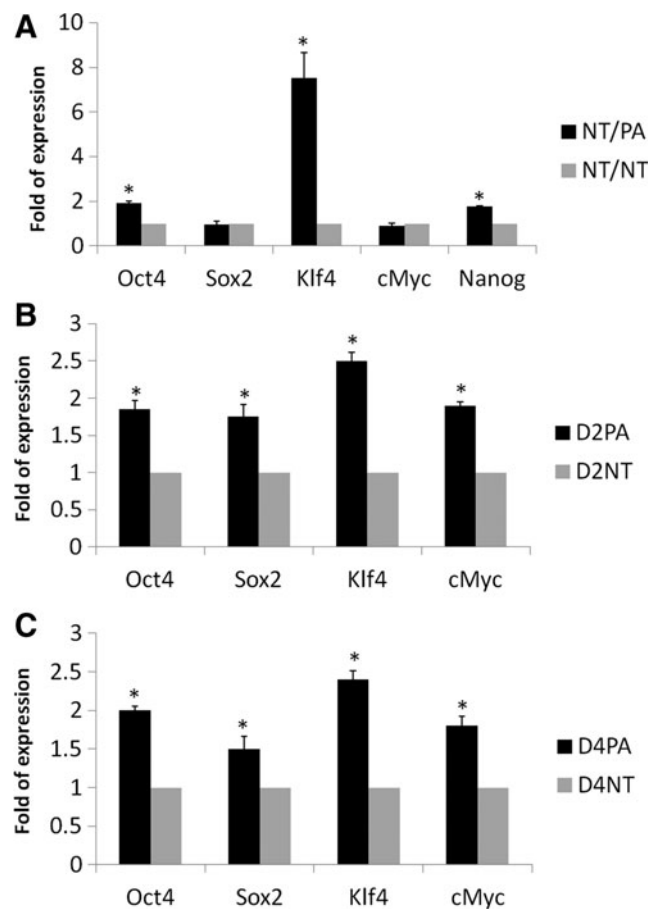 A
Fold of expression
10
8
6
4
2
0
*
*
*
Oct4 Sox2 Klf4 cMyc Nanog
NT/PA
NT/NT
B
Fold of expression
3
2.5
2
1.5
1
0.5
0
*
*
*
*
Oct4 Sox2 Klf4 cMyc
D2PA
D2NT
C
Fold of expression
3
2.5
2
1.5
1
0.5
0
*
*
*
*
Oct4 Sox2 Klf4 cMyc
D4PA
D4NT